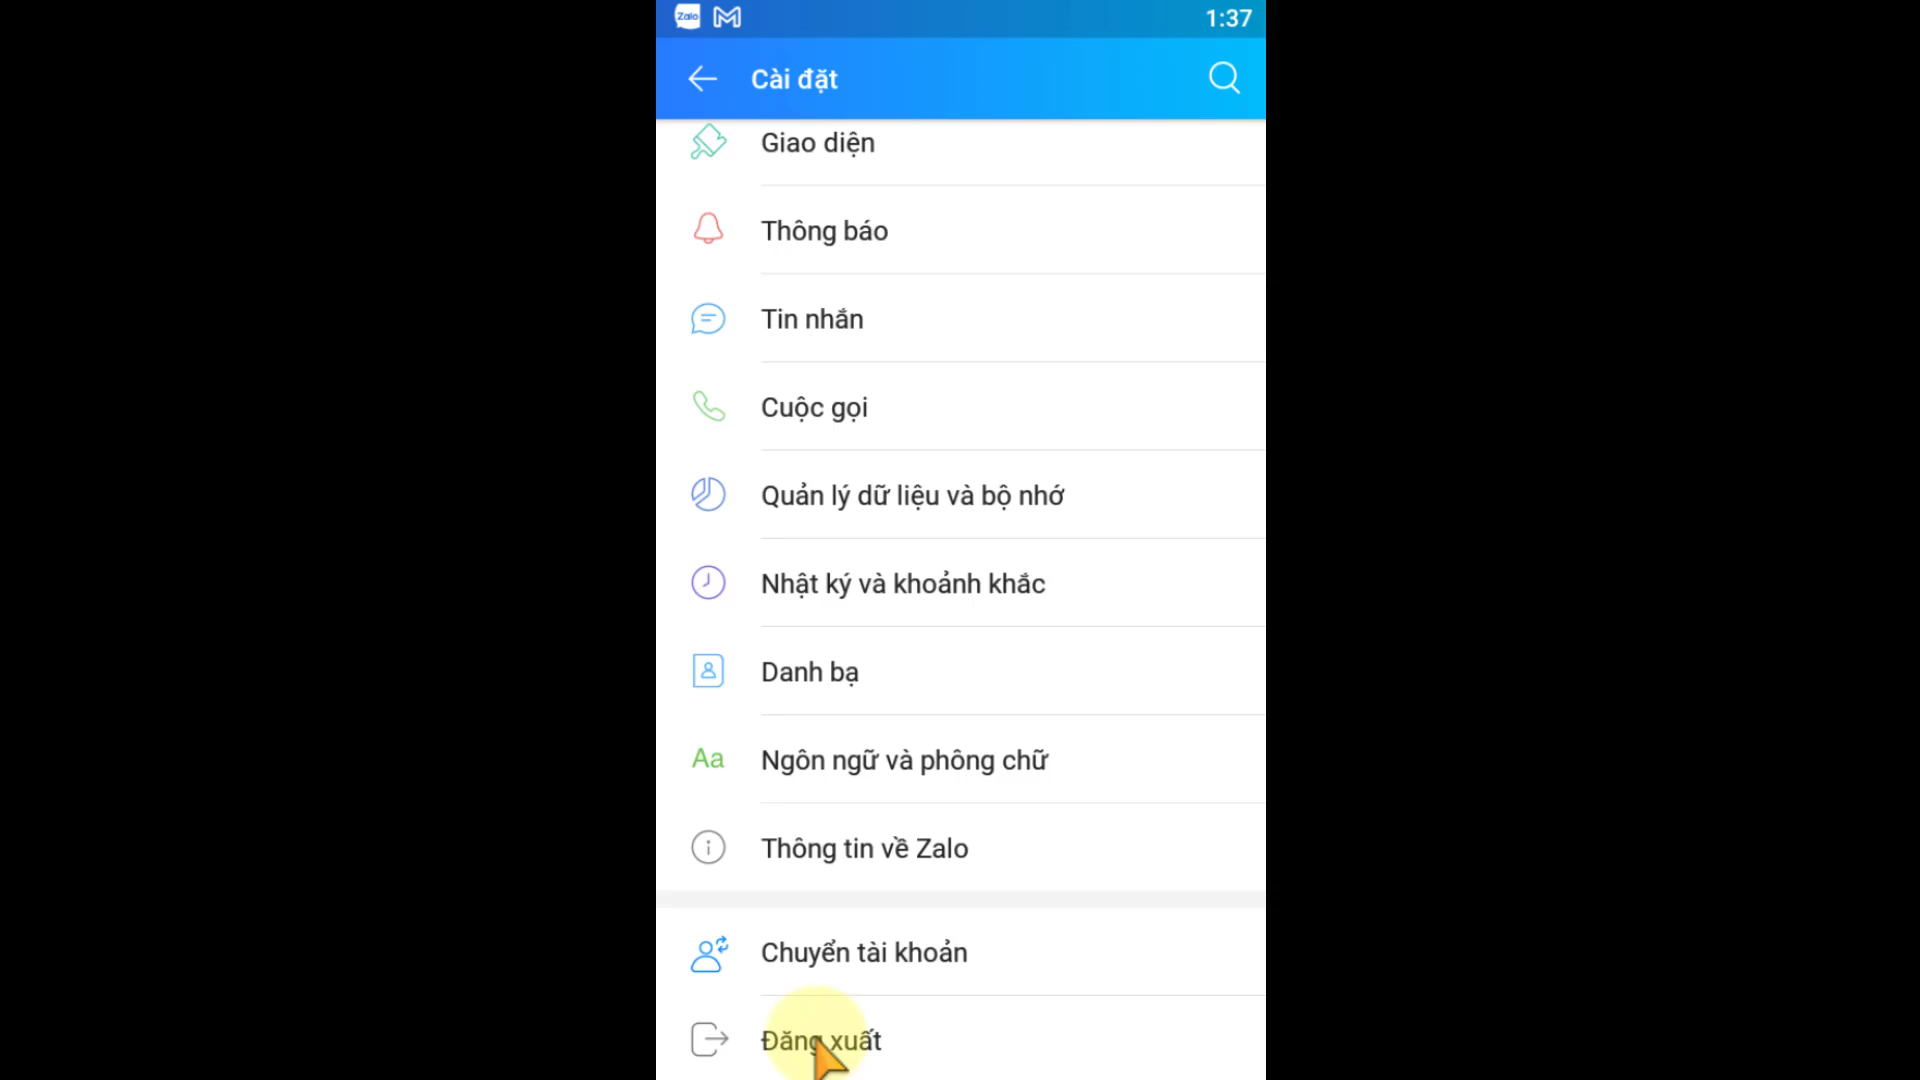 Zalo
1:37
Cài đặt
Giao diện
Thông báo
Tin nhắn
Cuộc gọi
Quản lý dữ liệu và bộ nhớ
Nhật ký và khoảnh khắc
Danh bạ
Aa
Ngôn ngữ và phông chữ
Thông tin về Zalo
Chuyển tài khoản
Đăng xuất